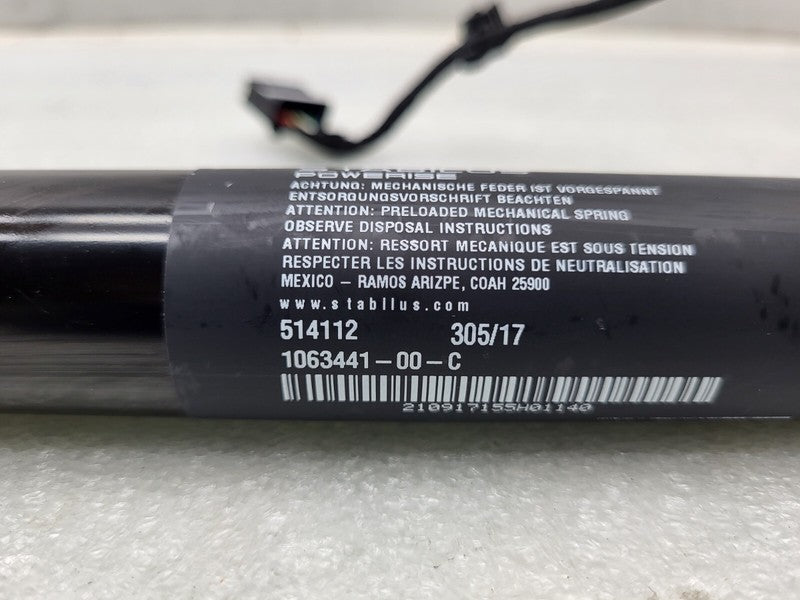 POWERISE
ACHTUNG: MECHANISCHE FEDER IST VORGESPANNT
ENTSORGUNGSVORSCHRIFT BEACHTEN
ATTENTION: PRELOADED MECHANICAL SPRING
OBSERVE DISPOSAL INSTRUCTIONS
ATTENTION: RESSORT MECANIQUE EST SOUS TENSION
RESPECTER LES INSTRUCTIONS DE NEUTRALISATION
MEXICO – RAMOS ARIZPE, COAH 25900
www.stabilus.com
514112 305/17
1063441-00-C
210917155H01140